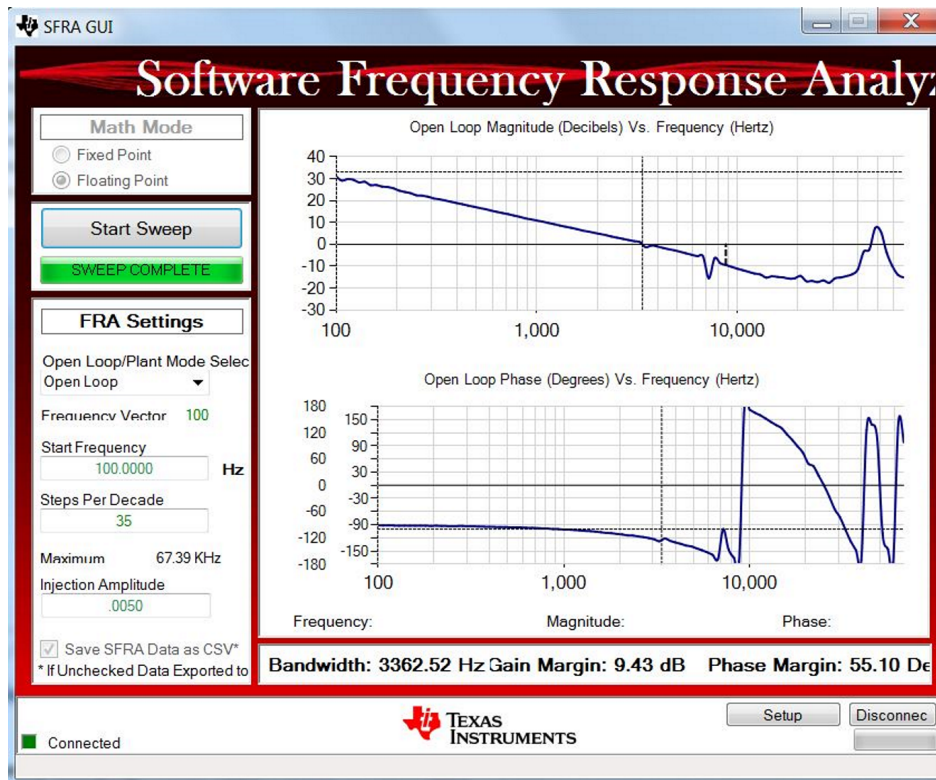 SFRA GUI
Software Frequency Response Analyz
Math Mode
Fixed Point
Floating Point
Start Sweep
SWEEP COMPLETE
FRA Settings
Open Loop/Plant Mode Selec
Open Loop
Frequency Vector 100
Start Frequency
100.0000 Hz
Steps Per Decade
35
Maximum 67.39 KHz
Injection Amplitude
.0050
Save SFRA Data as CSV*
* If Unchecked Data Exported to
Open Loop Magnitude (Decibels) Vs. Frequency (Hertz)
40
30
20
10
0
-10
-20
-30
100 1,000 10,000
Open Loop Phase (Degrees) Vs. Frequency (Hertz)
180
150
120
90
60
30
0
-30
-60
-90
-120
-150
-180
100 1,000 10,000
Frequency: Magnitude: Phase:
Bandwidth: 3362.52 Hz Gain Margin: 9.43 dB Phase Margin: 55.10 De
Connected
TEXAS
INSTRUMENTS
Setup Disconnec